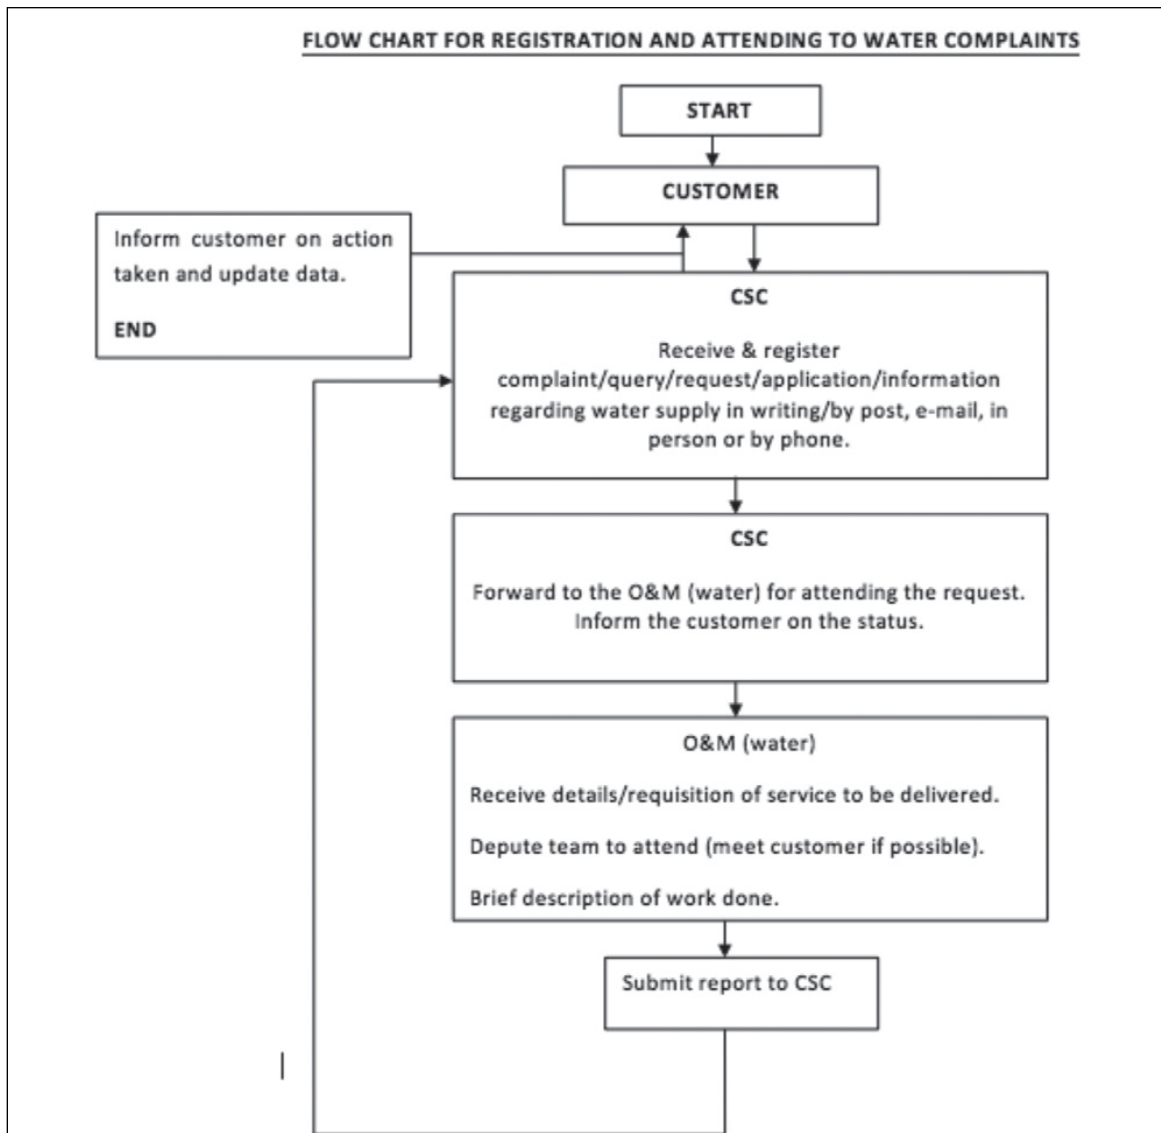 FLOW CHART FOR REGISTRATION AND ATTENDING TO WATER COMPLAINTS
START
CUSTOMER
Inform customer on action
taken and update data.
END
CSC
Receive & register
complaint/query/request/application/information
regarding water supply in writing/by post, e-mail, in
person or by phone.
CSC
Forward to the O&M (water) for attending the request.
Inform the customer on the status.
O&M (water)
Receive details/requisition of service to be delivered.
Depute team to attend (meet customer if possible).
Brief description of work done.
Submit report to CSC